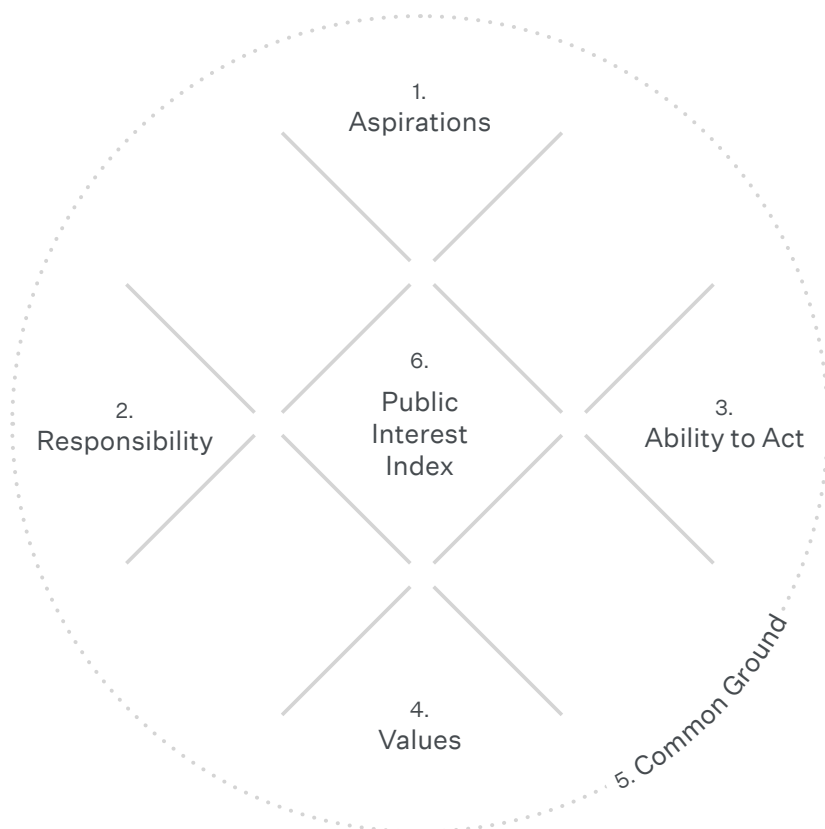 1.
Aspirations
2.
Responsibility
6.
Public
Interest
Index
3.
Ability to Act
4.
Values
5. Common Ground